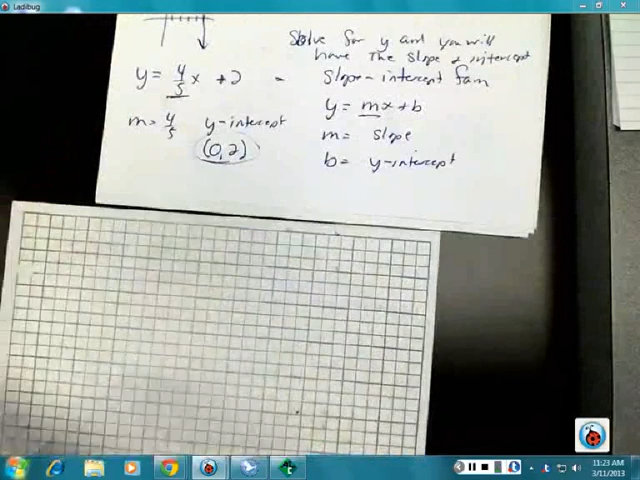 Ladibug
Solve for y and you will
have the slope & intercept
y = 4/5 x + 2 = slope-intercept form
y = mx + b
m = 4/5 y-intercept m = slope
(0,2) b = y-intercept
11:23 AM
3/11/2013